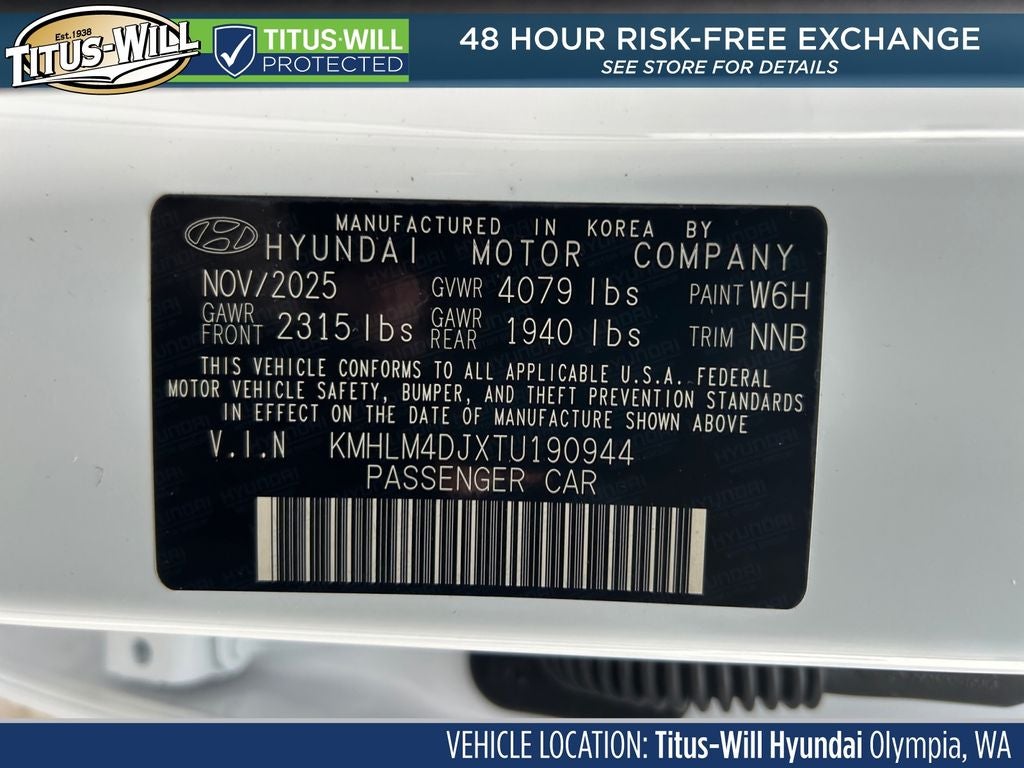 Est. 1938
TITUS-WILL
TITUS-WILL
PROTECTED
48 HOUR RISK-FREE EXCHANGE
SEE STORE FOR DETAILS
MANUFACTURED IN KOREA BY
HYUNDAI MOTOR COMPANY
NOV/2025 GVWR 4079 lbs PAINT W6H
GAWR FRONT 2315 lbs GAWR REAR 1940 lbs TRIM NNB
THIS VEHICLE CONFORMS TO ALL APPLICABLE U.S.A. FEDERAL
MOTOR VEHICLE SAFETY, BUMPER, AND THEFT PREVENTION STANDARDS
IN EFFECT ON THE DATE OF MANUFACTURE SHOWN ABOVE
V.I.N KMHLM4DJXTU190944
PASSENGER CAR
VEHICLE LOCATION: Titus-Will Hyundai Olympia, WA